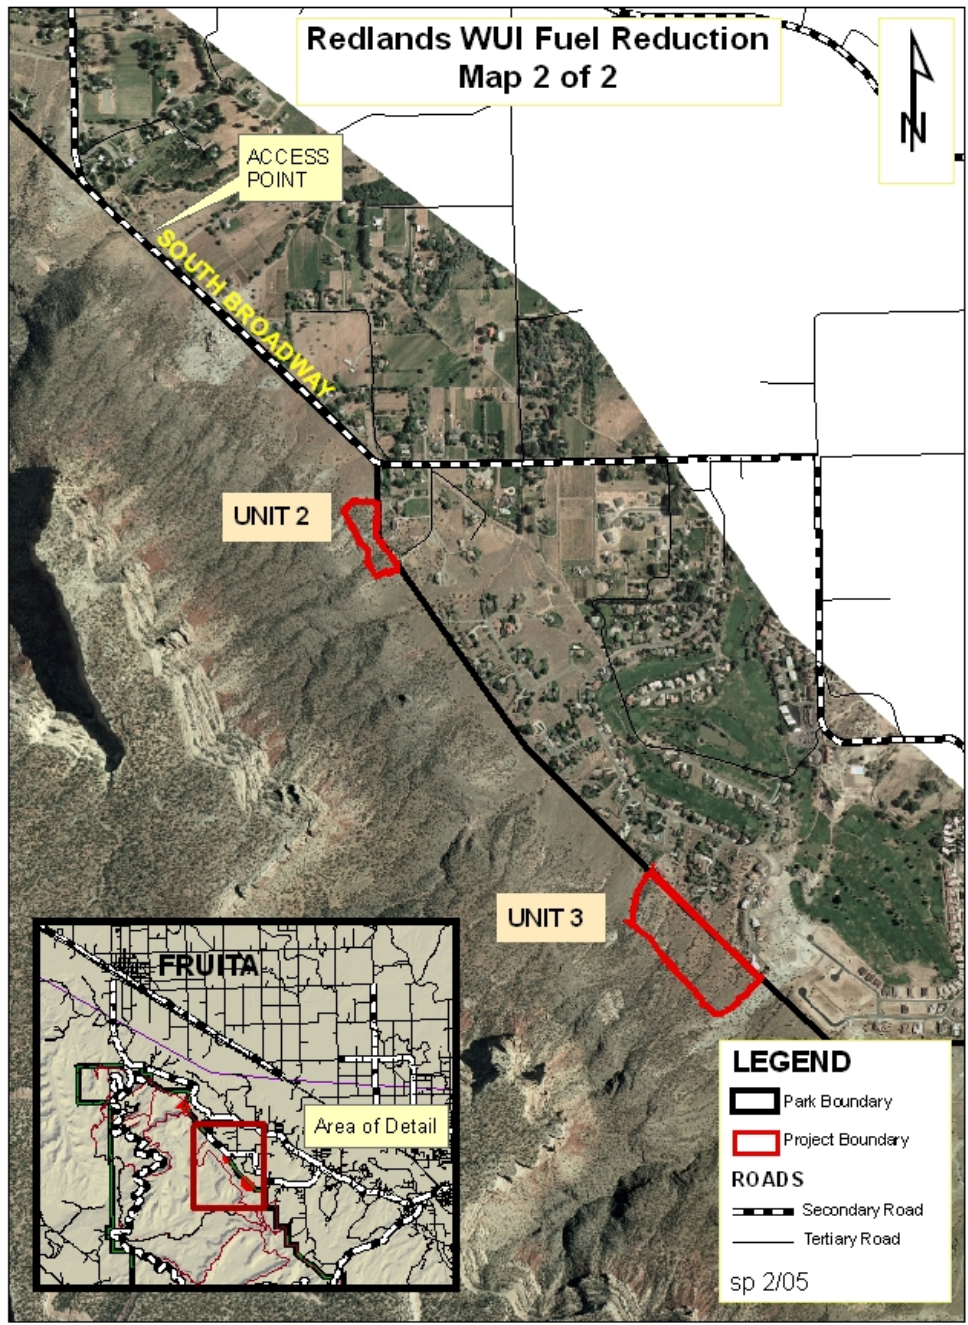 Redlands WUI Fuel Reduction
Map 2 of 2
N
ACCESS
POINT
SOUTH BROADWAY
UNIT 2
UNIT 3
FRUITA
Area of Detail
LEGEND
Park Boundary
Project Boundary
ROADS
Secondary Road
Tertiary Road
sp 2/05